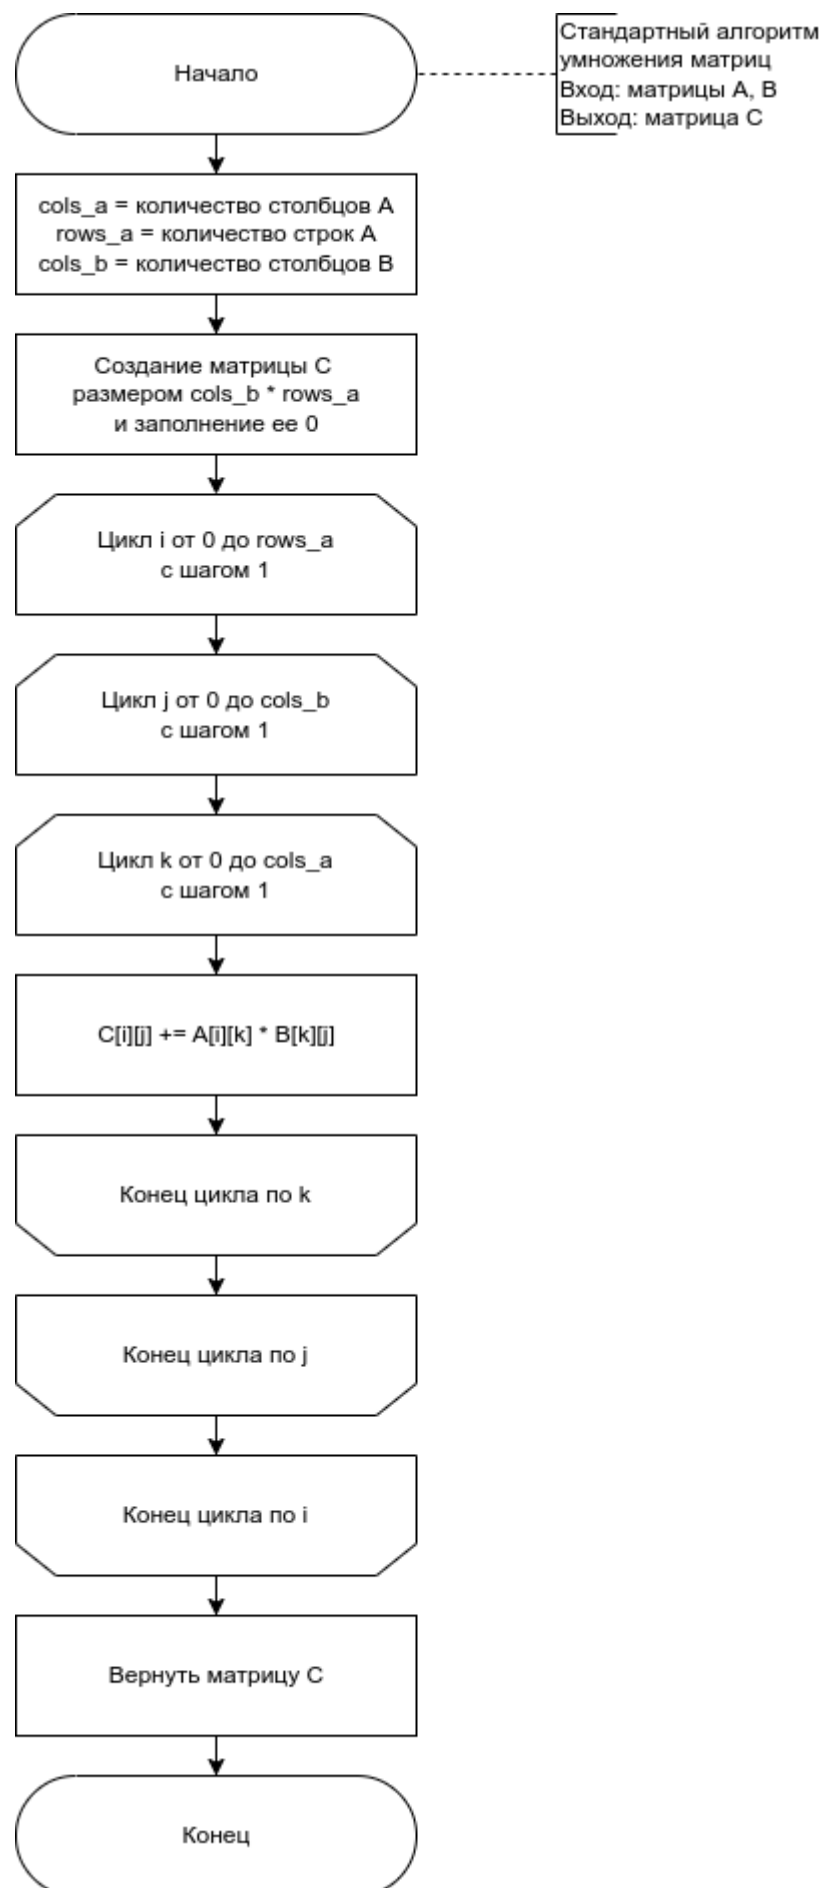 Начало
Стандартный алгоритм
умножения матриц
Вход: матрицы A, B
Выход: матрица C
cols_a = количество столбцов A
rows_a = количество строк A
cols_b = количество столбцов B
Создание матрицы C
размером cols_b * rows_a
и заполнение ее 0
Цикл i от 0 до rows_a
с шагом 1
Цикл j от 0 до cols_b
с шагом 1
Цикл k от 0 до cols_a
с шагом 1
C[i][j] += A[i][k] * B[k][j]
Конец цикла по k
Конец цикла по j
Конец цикла по i
Вернуть матрицу C
Конец